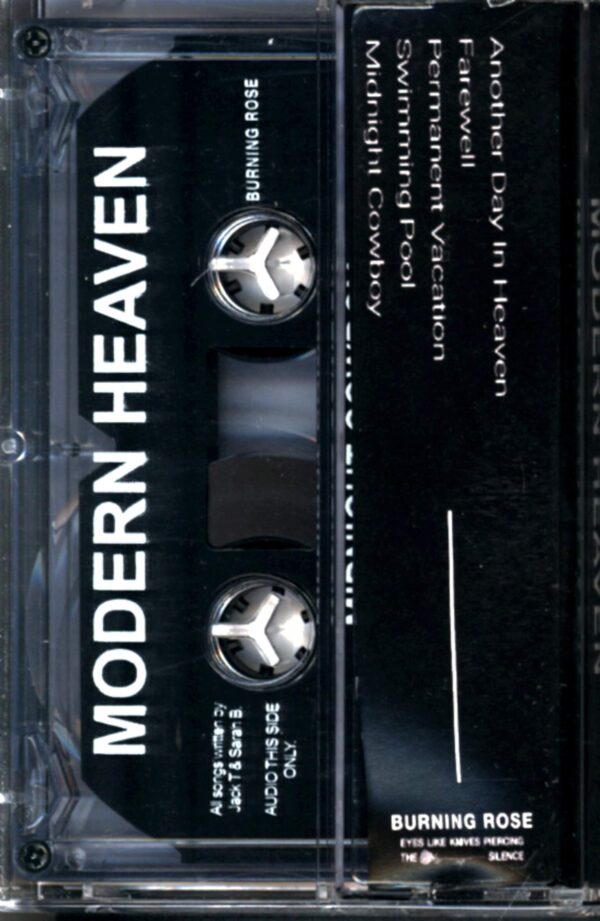 MODERN HEAVEN
BURNING ROSE
All songs written by
Jack T & Sarah B.
AUDIO THIS SIDE
ONLY.
Another Day In Heaven
Farewell
Permanent Vacation
Swimming Pool
Midnight Cowboy
BURNING ROSE
EYES LIKE KNIVES PIERCING
THE SILENCE
MODERN HEAVEN